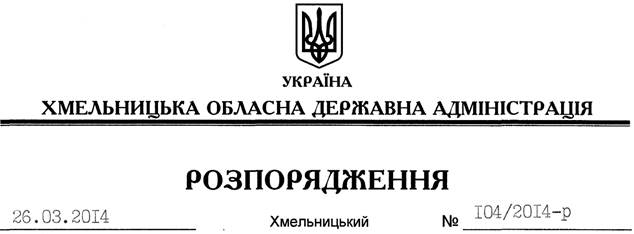 УКРАЇНА
ХМЕЛЬНИЦЬКА ОБЛАСНА ДЕРЖАВНА АДМІНІСТРАЦІЯ
РОЗПОРЯДЖЕННЯ
26.03.2014 Хмельницький № 104/2014-р